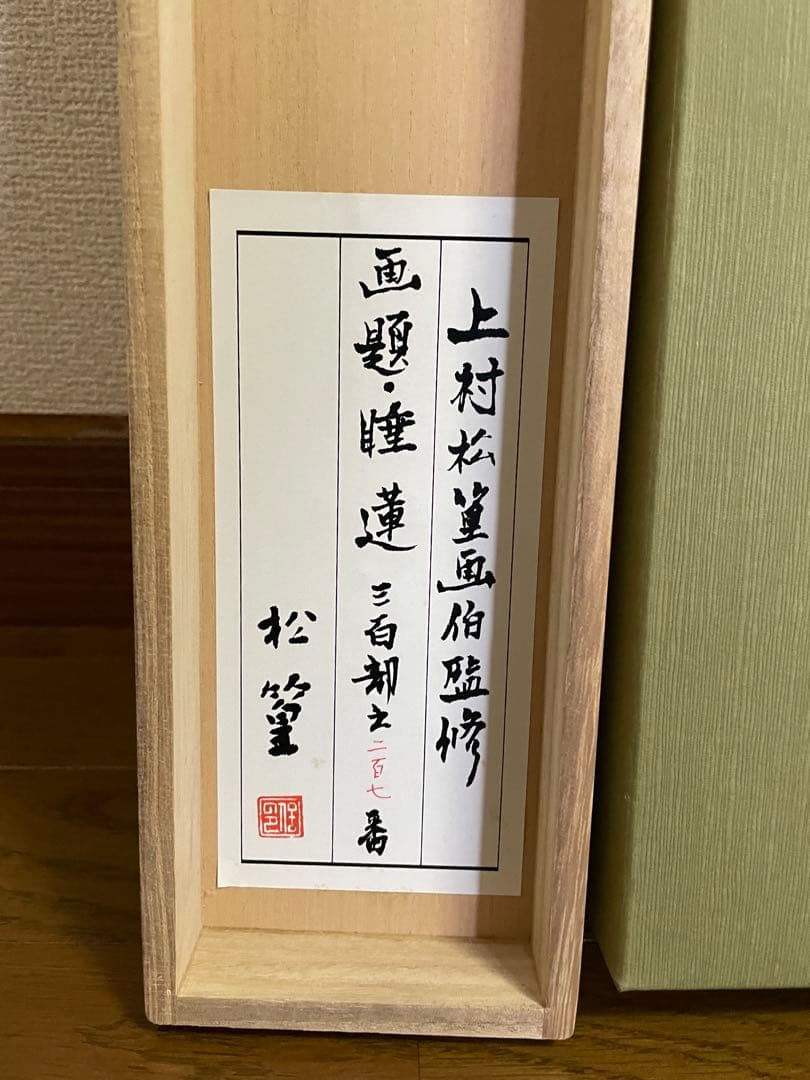 上村松篁画伯監修
画題・睡蓮 三百部之二百七番
松篁